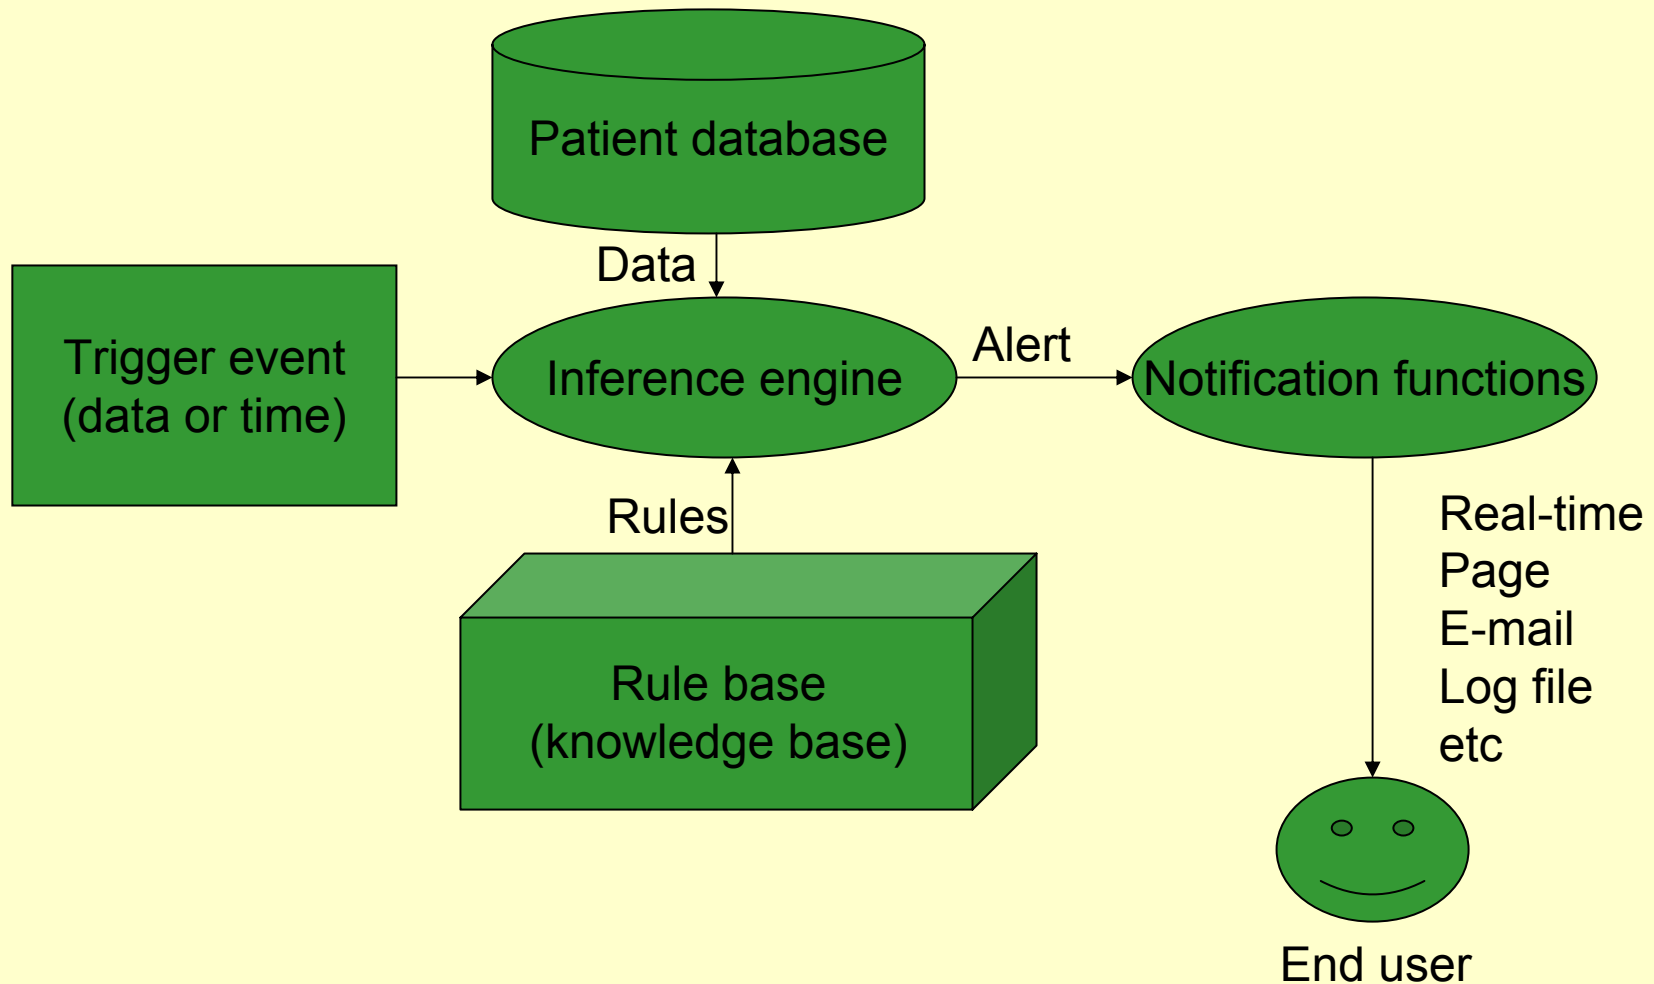 Patient database
Data
Trigger event
(data or time)
Inference engine
Alert
Notification functions
Rules
Rule base
(knowledge base)
Real-time
Page
E-mail
Log file
etc
End user